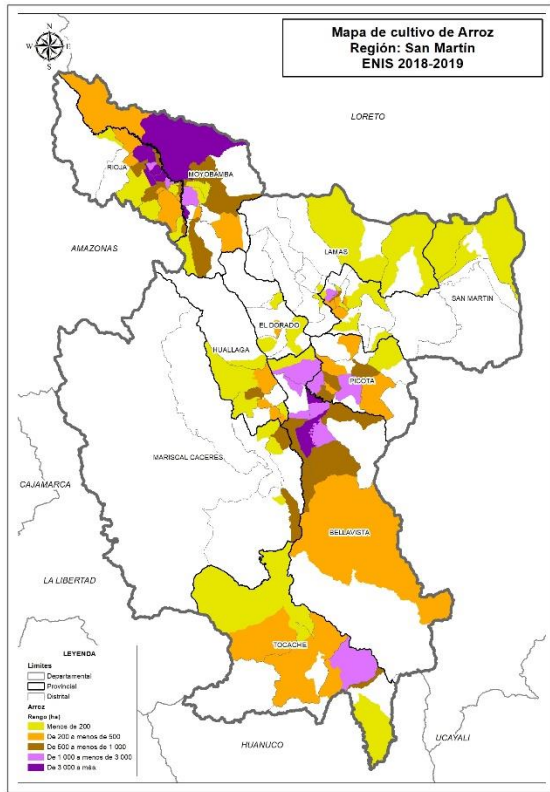 Mapa de cultivo de Arroz
Región: San Martín
ENIS 2018-2019
N
W
E
S
LORETO
RIOJA
MOYOBAMBA
AMAZONAS
LAMAS
SAN MARTIN
EL DORADO
HUALLAGA
PICOTA
MARISCAL CACERES
CAJAMARCA
BELLAVISTA
LA LIBERTAD
TOCACHE
HUANUCO
UCAYALI
LEYENDA
Límites
Departamental
Provincial
Distrital
Arroz
Rango (ha)
Menos de 200
De 200 a menos de 500
De 500 a menos de 1 000
De 1 000 a menos de 3 000
De 3 000 a más